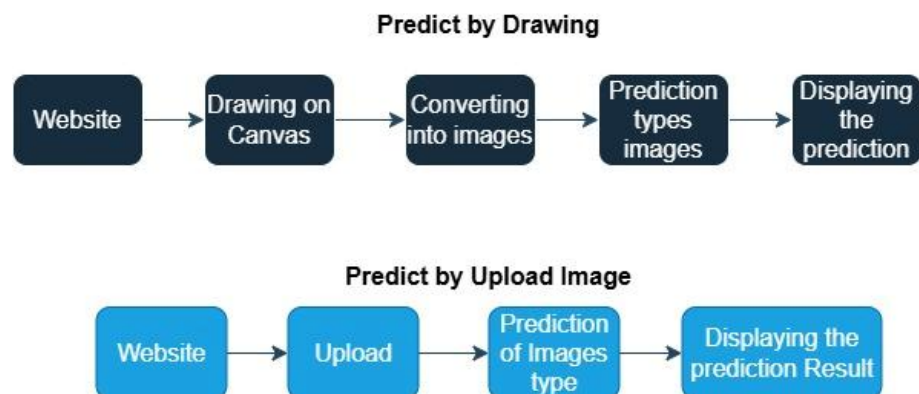 Predict by Drawing
Website
Drawing on
Canvas
Converting
into images
Prediction
types
images
Displaying
the
prediction
Predict by Upload Image
Website
Upload
Prediction
of Images
type
Displaying the
prediction Result